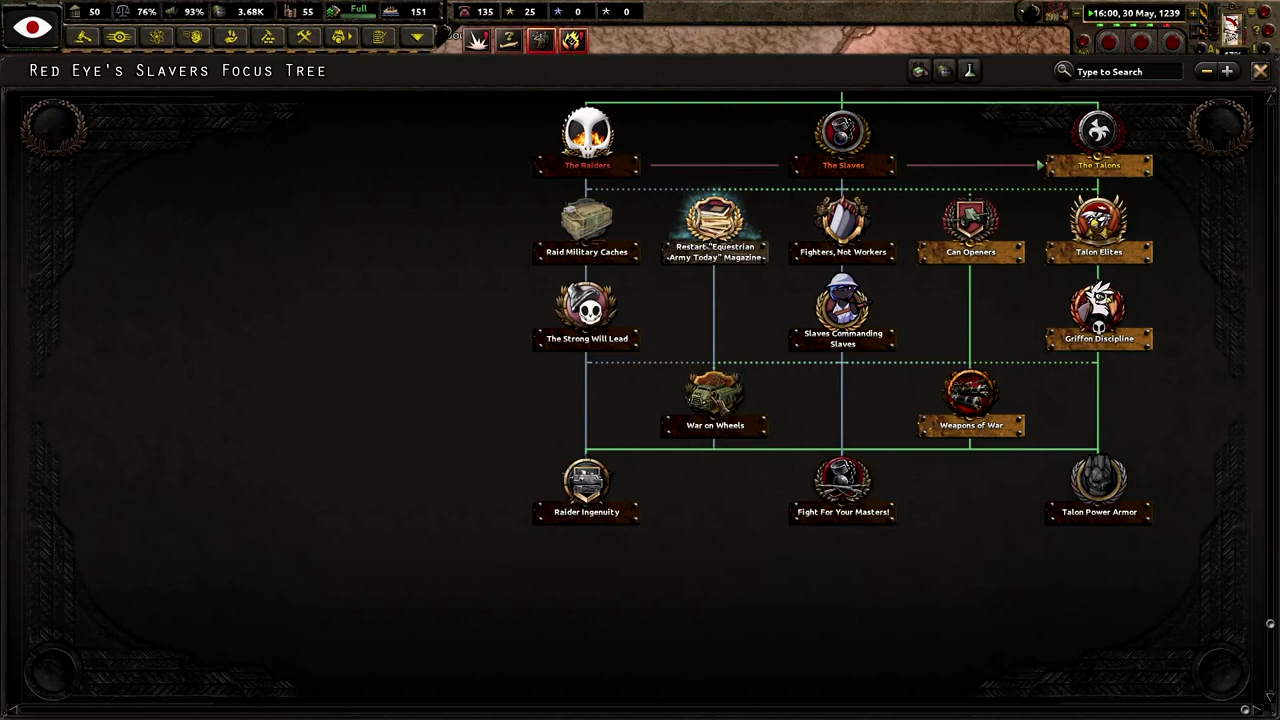 50 76% 93% 3.68K 55 Full 151 135 25 0 0 16:00, 30 May, 1239
RED EYE'S SLAVERS FOCUS TREE
Type to Search
The Raiders The Slaves The Talons
Raid Military Caches Restart "Equestrian Fighters, Not Workers Can Openers Talon Elites
Army Today" Magazine
The Strong Will Lead Slaves Commanding Griffon Discipline
Slaves
War on Wheels Weapons of War
Raider Ingenuity Fight For Your Masters! Talon Power Armor